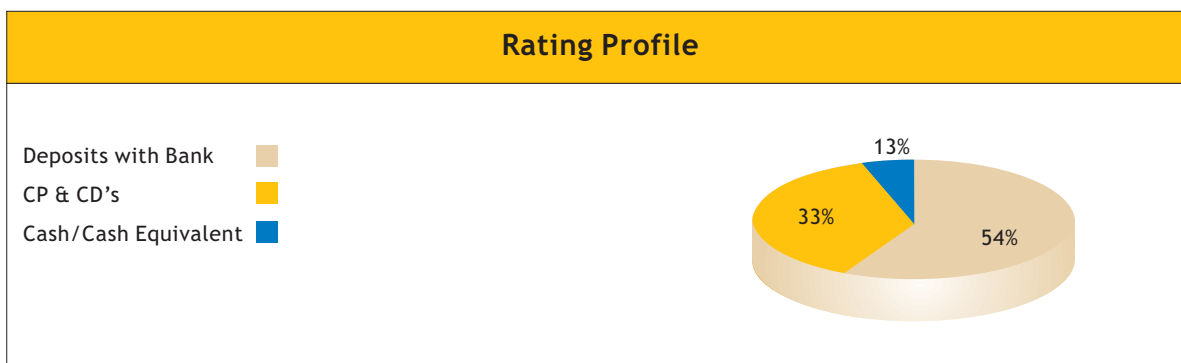 Rating Profile
Deposits with Bank
CP & CD’s
Cash/Cash Equivalent
13%
33%
54%